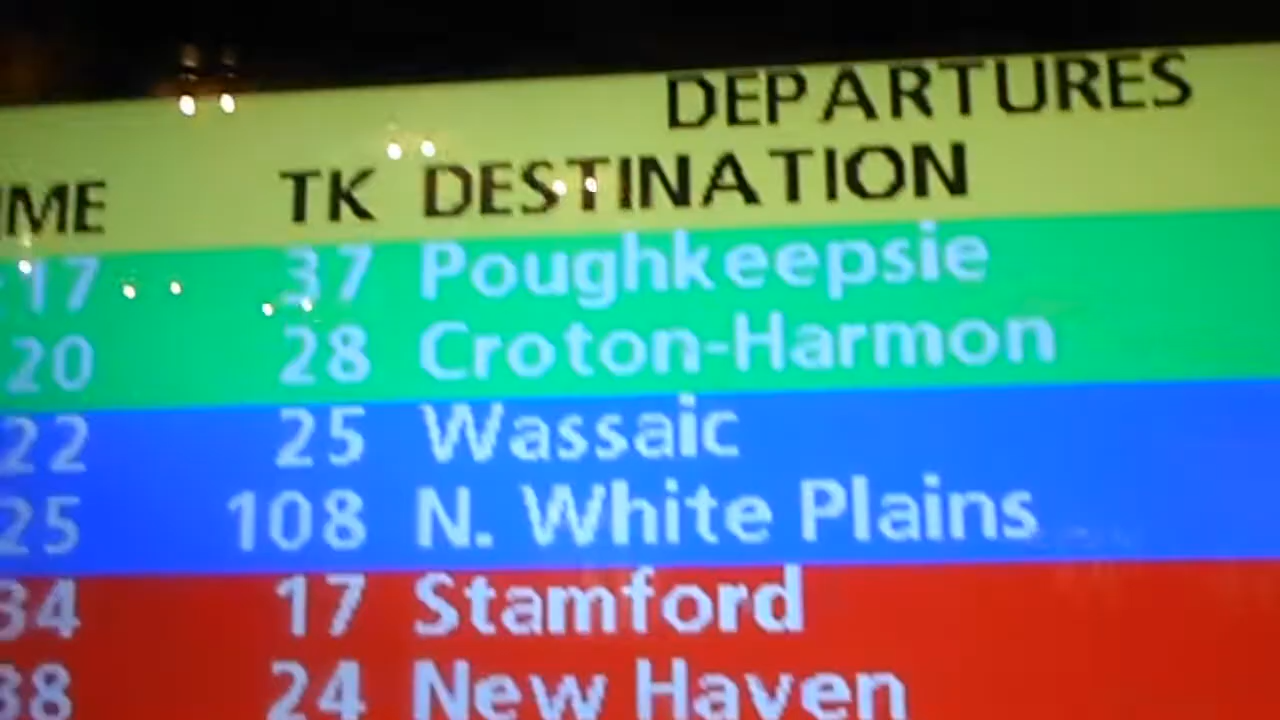 DEPARTURES
IME TK DESTINATION
:17 37 Poughkeepsie
20 28 Croton-Harmon
22 25 Wassaic
25 108 N. White Plains
34 17 Stamford
38 24 New Haven